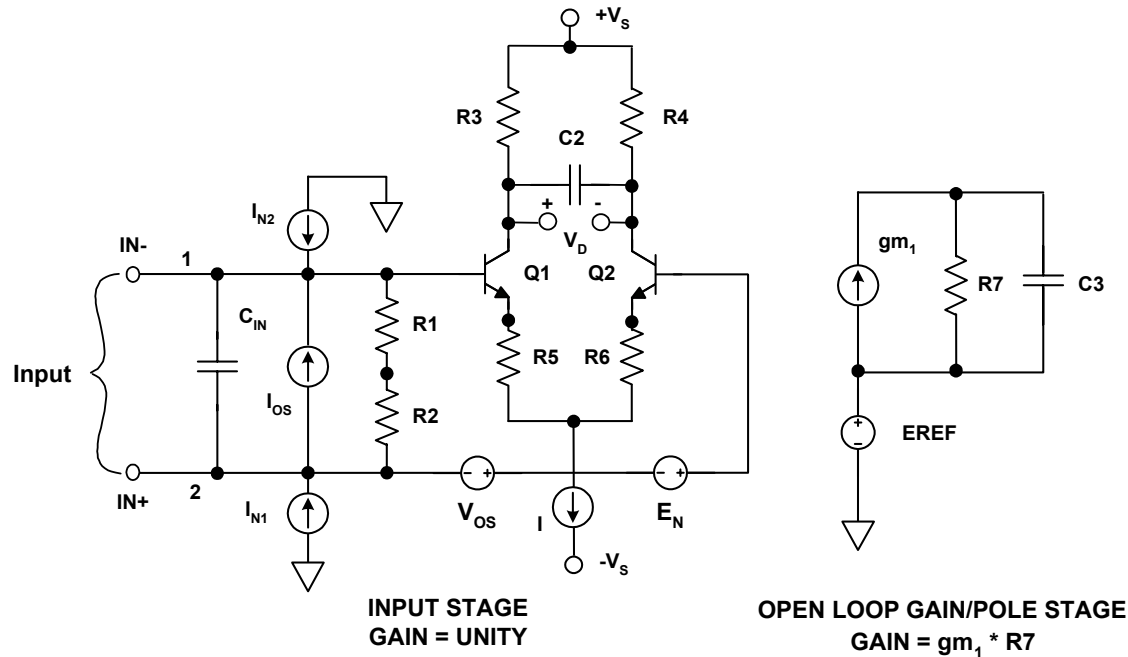 +VS
R3
R4
C2
+
-
VD
IN2
IN-
1
Q1
Q2
gm1
R7
C3
CIN
R1
Input
R5
R6
IOS
R2
EREF
+
-
IN+
2
IN1
- +
VOS
I
- +
EN
-VS
INPUT STAGE
GAIN = UNITY
OPEN LOOP GAIN/POLE STAGE
GAIN = gm1 * R7